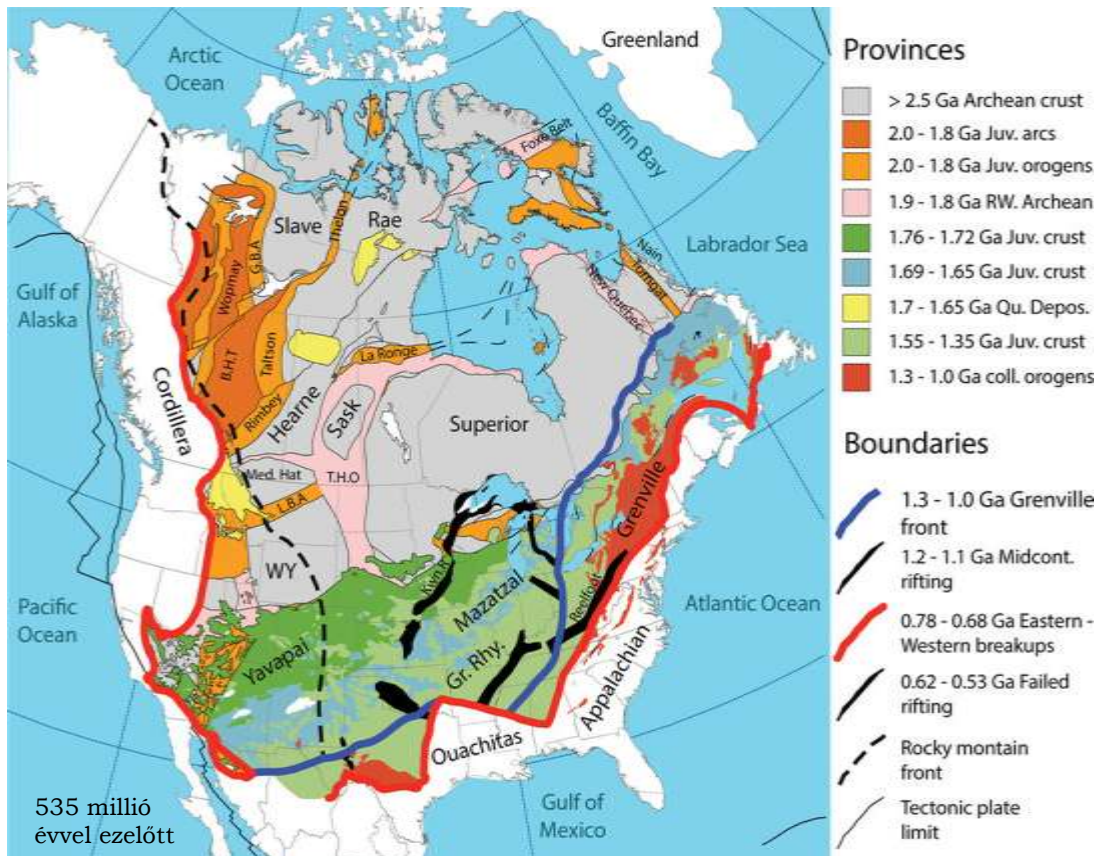 Greenland
Arctic
Ocean
Baffin Bay
Foxe Belt
Slave
Rae
Thelon
G.B.A
Wopmay
Nain
Torngat
New Quebec
Labrador Sea
Gulf of
Alaska
B.H.T
Taltson
La Ronge
Cordillera
Rimbey
Hearne
Sask
Superior
Med. Hat
T.H.O
L.B.A
Grenville
WY
Kwn.R
Mazatzal
Reelfoot
Pacific
Ocean
Atlantic Ocean
Yavapai
Gr. Rhy.
Appalachian
Ouachitas
Gulf of
Mexico
535 millió
évvel ezelőtt
Provinces
> 2.5 Ga Archean crust
2.0 - 1.8 Ga Juv. arcs
2.0 - 1.8 Ga Juv. orogens
1.9 - 1.8 Ga RW. Archean
1.76 - 1.72 Ga Juv. crust
1.69 - 1.65 Ga Juv. crust
1.7 - 1.65 Ga Qu. Depos.
1.55 - 1.35 Ga Juv. crust
1.3 - 1.0 Ga coll. orogens
Boundaries
1.3 - 1.0 Ga Grenville
front
1.2 - 1.1 Ga Midcont.
rifting
0.78 - 0.68 Ga Eastern -
Western breakups
0.62 - 0.53 Ga Failed
rifting
Rocky montain
front
Tectonic plate
limit